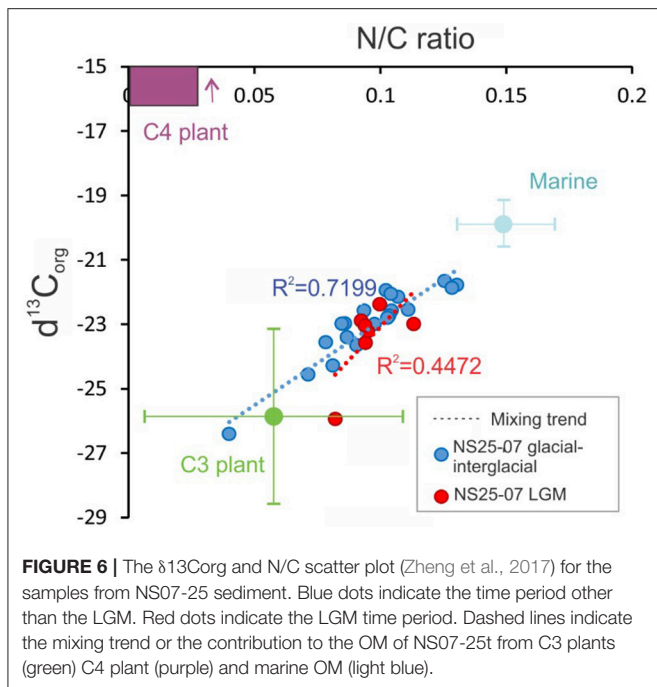 N/C ratio
-15
0.05
0.1
0.15
0.2
C4 plant
-17
Marine
-19
-21
R²=0.7199
-23
d¹³Corg
R²=0.4472
-25
Mixing trend
NS25-07 glacial-
interglacial
NS25-07 LGM
C3 plant
-27
-29
FIGURE 6 | The δ13Corg and N/C scatter plot (Zheng et al., 2017) for the
samples from NS07-25 sediment. Blue dots indicate the time period other
than the LGM. Red dots indicate the LGM time period. Dashed lines indicate
the mixing trend or the contribution to the OM of NS07-25t from C3 plants
(green) C4 plant (purple) and marine OM (light blue).